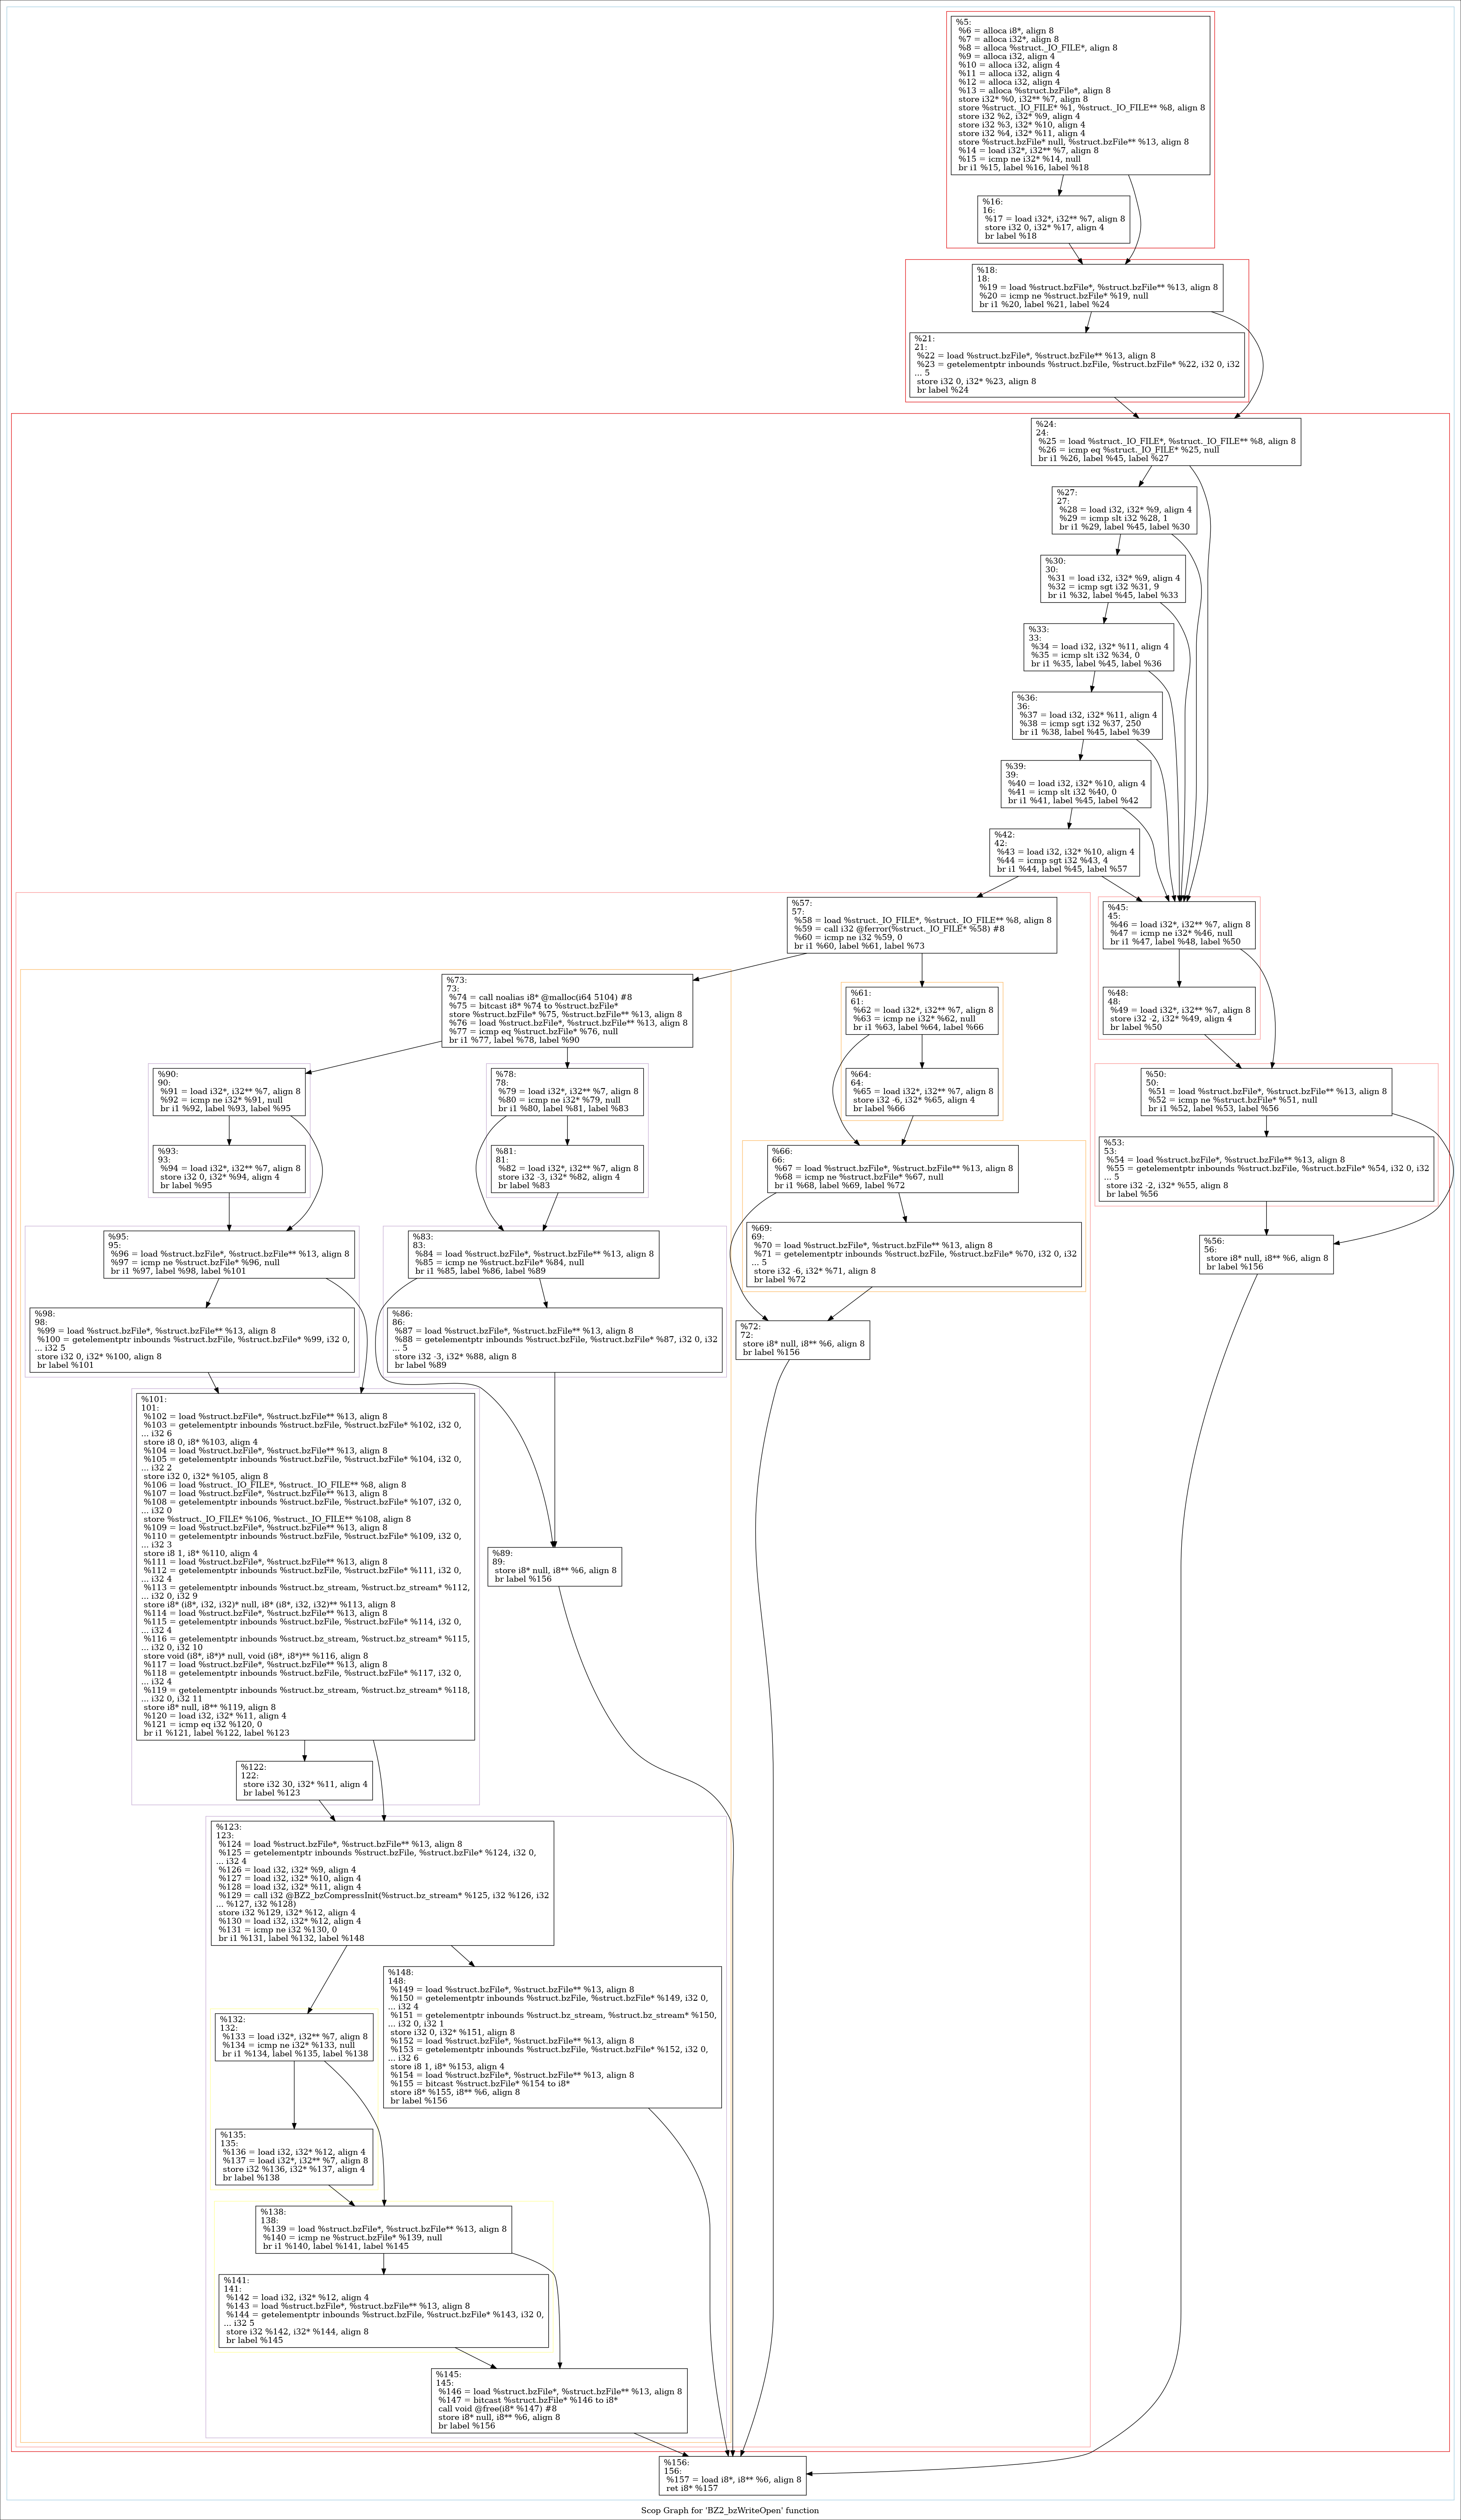 %5:
%6 = alloca i8*, align 8
%7 = alloca i32*, align 8
%8 = alloca %struct._IO_FILE*, align 8
%9 = alloca i32, align 4
%10 = alloca i32, align 4
%11 = alloca i32, align 4
%12 = alloca i32, align 4
%13 = alloca %struct.bzFile*, align 8
store i32* %0, i32** %7, align 8
store %struct._IO_FILE* %1, %struct._IO_FILE** %8, align 8
store i32 %2, i32* %9, align 4
store i32 %3, i32* %10, align 4
store i32 %4, i32* %11, align 4
store %struct.bzFile* null, %struct.bzFile** %13, align 8
%14 = load i32*, i32** %7, align 8
%15 = icmp ne i32* %14, null
br i1 %15, label %16, label %18
%16:
16:
%17 = load i32*, i32** %7, align 8
store i32 0, i32* %17, align 4
br label %18
%18:
18:
%19 = load %struct.bzFile*, %struct.bzFile** %13, align 8
%20 = icmp ne %struct.bzFile* %19, null
br i1 %20, label %21, label %24
%21:
21:
%22 = load %struct.bzFile*, %struct.bzFile** %13, align 8
%23 = getelementptr inbounds %struct.bzFile, %struct.bzFile* %22, i32 0, i32
... 5
store i32 0, i32* %23, align 8
br label %24
%24:
24:
%25 = load %struct._IO_FILE*, %struct._IO_FILE** %8, align 8
%26 = icmp eq %struct._IO_FILE* %25, null
br i1 %26, label %45, label %27
%27:
27:
%28 = load i32, i32* %9, align 4
%29 = icmp slt i32 %28, 1
br i1 %29, label %45, label %30
%30:
30:
%31 = load i32, i32* %9, align 4
%32 = icmp sgt i32 %31, 9
br i1 %32, label %45, label %33
%33:
33:
%34 = load i32, i32* %11, align 4
%35 = icmp slt i32 %34, 0
br i1 %35, label %45, label %36
%36:
36:
%37 = load i32, i32* %11, align 4
%38 = icmp sgt i32 %37, 250
br i1 %38, label %45, label %39
%39:
39:
%40 = load i32, i32* %10, align 4
%41 = icmp slt i32 %40, 0
br i1 %41, label %45, label %42
%42:
42:
%43 = load i32, i32* %10, align 4
%44 = icmp sgt i32 %43, 4
br i1 %44, label %45, label %57
%57:
57:
%58 = load %struct._IO_FILE*, %struct._IO_FILE** %8, align 8
%59 = call i32 @ferror(%struct._IO_FILE* %58) #8
%60 = icmp ne i32 %59, 0
br i1 %60, label %61, label %73
%45:
45:
%46 = load i32*, i32** %7, align 8
%47 = icmp ne i32* %46, null
br i1 %47, label %48, label %50
%73:
73:
%74 = call noalias i8* @malloc(i64 5104) #8
%75 = bitcast i8* %74 to %struct.bzFile*
store %struct.bzFile* %75, %struct.bzFile** %13, align 8
%76 = load %struct.bzFile*, %struct.bzFile** %13, align 8
%77 = icmp eq %struct.bzFile* %76, null
br i1 %77, label %78, label %90
%61:
61:
%62 = load i32*, i32** %7, align 8
%63 = icmp ne i32* %62, null
br i1 %63, label %64, label %66
%48:
48:
%49 = load i32*, i32** %7, align 8
store i32 -2, i32* %49, align 4
br label %50
%90:
90:
%91 = load i32*, i32** %7, align 8
%92 = icmp ne i32* %91, null
br i1 %92, label %93, label %95
%78:
78:
%79 = load i32*, i32** %7, align 8
%80 = icmp ne i32* %79, null
br i1 %80, label %81, label %83
%64:
64:
%65 = load i32*, i32** %7, align 8
store i32 -6, i32* %65, align 4
br label %66
%50:
50:
%51 = load %struct.bzFile*, %struct.bzFile** %13, align 8
%52 = icmp ne %struct.bzFile* %51, null
br i1 %52, label %53, label %56
%93:
93:
%94 = load i32*, i32** %7, align 8
store i32 0, i32* %94, align 4
br label %95
%81:
81:
%82 = load i32*, i32** %7, align 8
store i32 -3, i32* %82, align 4
br label %83
%66:
66:
%67 = load %struct.bzFile*, %struct.bzFile** %13, align 8
%68 = icmp ne %struct.bzFile* %67, null
br i1 %68, label %69, label %72
%53:
53:
%54 = load %struct.bzFile*, %struct.bzFile** %13, align 8
%55 = getelementptr inbounds %struct.bzFile, %struct.bzFile* %54, i32 0, i32
... 5
store i32 -2, i32* %55, align 8
br label %56
%95:
95:
%96 = load %struct.bzFile*, %struct.bzFile** %13, align 8
%97 = icmp ne %struct.bzFile* %96, null
br i1 %97, label %98, label %101
%83:
83:
%84 = load %struct.bzFile*, %struct.bzFile** %13, align 8
%85 = icmp ne %struct.bzFile* %84, null
br i1 %85, label %86, label %89
%69:
69:
%70 = load %struct.bzFile*, %struct.bzFile** %13, align 8
%71 = getelementptr inbounds %struct.bzFile, %struct.bzFile* %70, i32 0, i32
... 5
store i32 -6, i32* %71, align 8
br label %72
%56:
56:
store i8* null, i8** %6, align 8
br label %156
%98:
98:
%99 = load %struct.bzFile*, %struct.bzFile** %13, align 8
%100 = getelementptr inbounds %struct.bzFile, %struct.bzFile* %99, i32 0,
... i32 5
store i32 0, i32* %100, align 8
br label %101
%86:
86:
%87 = load %struct.bzFile*, %struct.bzFile** %13, align 8
%88 = getelementptr inbounds %struct.bzFile, %struct.bzFile* %87, i32 0, i32
... 5
store i32 -3, i32* %88, align 8
br label %89
%72:
72:
store i8* null, i8** %6, align 8
br label %156
%101:
101:
%102 = load %struct.bzFile*, %struct.bzFile** %13, align 8
%103 = getelementptr inbounds %struct.bzFile, %struct.bzFile* %102, i32 0,
... i32 6
store i8 0, i8* %103, align 4
%104 = load %struct.bzFile*, %struct.bzFile** %13, align 8
%105 = getelementptr inbounds %struct.bzFile, %struct.bzFile* %104, i32 0,
... i32 2
store i32 0, i32* %105, align 8
%106 = load %struct._IO_FILE*, %struct._IO_FILE** %8, align 8
%107 = load %struct.bzFile*, %struct.bzFile** %13, align 8
%108 = getelementptr inbounds %struct.bzFile, %struct.bzFile* %107, i32 0,
... i32 0
store %struct._IO_FILE* %106, %struct._IO_FILE** %108, align 8
%109 = load %struct.bzFile*, %struct.bzFile** %13, align 8
%110 = getelementptr inbounds %struct.bzFile, %struct.bzFile* %109, i32 0,
... i32 3
store i8 1, i8* %110, align 4
%111 = load %struct.bzFile*, %struct.bzFile** %13, align 8
%112 = getelementptr inbounds %struct.bzFile, %struct.bzFile* %111, i32 0,
... i32 4
%113 = getelementptr inbounds %struct.bz_stream, %struct.bz_stream* %112,
... i32 0, i32 9
store i8* (i8*, i32, i32)* null, i8* (i8*, i32, i32)** %113, align 8
%114 = load %struct.bzFile*, %struct.bzFile** %13, align 8
%115 = getelementptr inbounds %struct.bzFile, %struct.bzFile* %114, i32 0,
... i32 4
%116 = getelementptr inbounds %struct.bz_stream, %struct.bz_stream* %115,
... i32 0, i32 10
store void (i8*, i8*)* null, void (i8*, i8*)** %116, align 8
%117 = load %struct.bzFile*, %struct.bzFile** %13, align 8
%118 = getelementptr inbounds %struct.bzFile, %struct.bzFile* %117, i32 0,
... i32 4
%119 = getelementptr inbounds %struct.bz_stream, %struct.bz_stream* %118,
... i32 0, i32 11
store i8* null, i8** %119, align 8
%120 = load i32, i32* %11, align 4
%121 = icmp eq i32 %120, 0
br i1 %121, label %122, label %123
%89:
89:
store i8* null, i8** %6, align 8
br label %156
%122:
122:
store i32 30, i32* %11, align 4
br label %123
%123:
123:
%124 = load %struct.bzFile*, %struct.bzFile** %13, align 8
%125 = getelementptr inbounds %struct.bzFile, %struct.bzFile* %124, i32 0,
... i32 4
%126 = load i32, i32* %9, align 4
%127 = load i32, i32* %10, align 4
%128 = load i32, i32* %11, align 4
%129 = call i32 @BZ2_bzCompressInit(%struct.bz_stream* %125, i32 %126, i32
... %127, i32 %128)
store i32 %129, i32* %12, align 4
%130 = load i32, i32* %12, align 4
%131 = icmp ne i32 %130, 0
br i1 %131, label %132, label %148
%148:
148:
%149 = load %struct.bzFile*, %struct.bzFile** %13, align 8
%150 = getelementptr inbounds %struct.bzFile, %struct.bzFile* %149, i32 0,
... i32 4
%151 = getelementptr inbounds %struct.bz_stream, %struct.bz_stream* %150,
... i32 0, i32 1
store i32 0, i32* %151, align 8
%152 = load %struct.bzFile*, %struct.bzFile** %13, align 8
%153 = getelementptr inbounds %struct.bzFile, %struct.bzFile* %152, i32 0,
... i32 6
store i8 1, i8* %153, align 4
%154 = load %struct.bzFile*, %struct.bzFile** %13, align 8
%155 = bitcast %struct.bzFile* %154 to i8*
store i8* %155, i8** %6, align 8
br label %156
%132:
132:
%133 = load i32*, i32** %7, align 8
%134 = icmp ne i32* %133, null
br i1 %134, label %135, label %138
%135:
135:
%136 = load i32, i32* %12, align 4
%137 = load i32*, i32** %7, align 8
store i32 %136, i32* %137, align 4
br label %138
%138:
138:
%139 = load %struct.bzFile*, %struct.bzFile** %13, align 8
%140 = icmp ne %struct.bzFile* %139, null
br i1 %140, label %141, label %145
%141:
141:
%142 = load i32, i32* %12, align 4
%143 = load %struct.bzFile*, %struct.bzFile** %13, align 8
%144 = getelementptr inbounds %struct.bzFile, %struct.bzFile* %143, i32 0,
... i32 5
store i32 %142, i32* %144, align 8
br label %145
%145:
145:
%146 = load %struct.bzFile*, %struct.bzFile** %13, align 8
%147 = bitcast %struct.bzFile* %146 to i8*
call void @free(i8* %147) #8
store i8* null, i8** %6, align 8
br label %156
%156:
156:
%157 = load i8*, i8** %6, align 8
ret i8* %157
Scop Graph for 'BZ2_bzWriteOpen' function